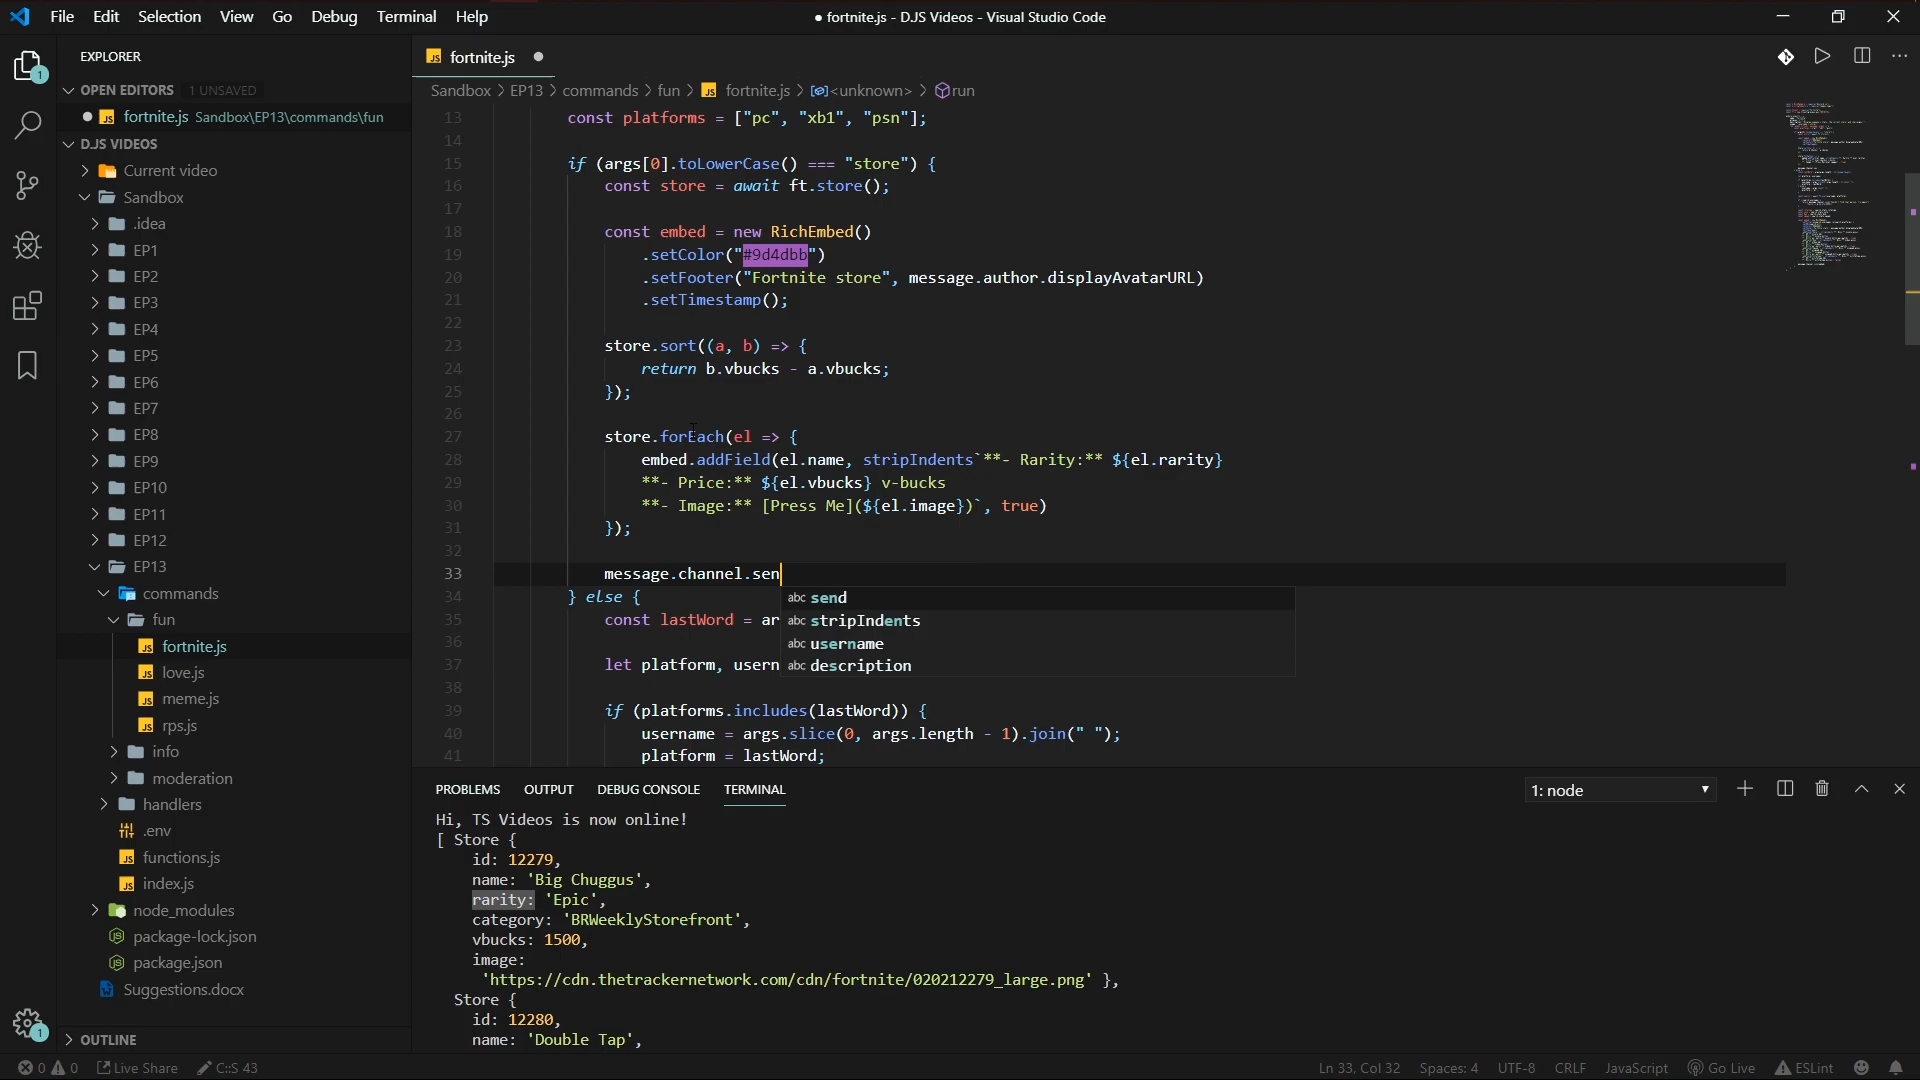 File Edit Selection View Go Debug Terminal Help
● fortnite.js - DJS Videos - Visual Studio Code
EXPLORER
OPEN EDITORS 1 UNSAVED
JS fortnite.js Sandbox\EP13\commands\fun
DJS VIDEOS
Current video
Sandbox
.idea
EP1
EP2
EP3
EP4
EP5
EP6
EP7
EP8
EP9
EP10
EP11
EP12
EP13
commands
fun
JS fortnite.js
JS love.js
JS meme.js
JS rps.js
info
moderation
handlers
.env
JS functions.js
JS index.js
node_modules
package-lock.json
package.json
Suggestions.docx
OUTLINE
1
1
JS fortnite.js
Sandbox > EP13 > commands > fun > JS fortnite.js > <unknown> > run
13 const platforms = ["pc", "xb1", "psn"];
14
15 if (args[0].toLowerCase() === "store") {
16 const store = await ft.store();
17
18 const embed = new RichEmbed()
19 .setColor("#9d4dbb")
20 .setFooter("Fortnite store", message.author.displayAvatarURL)
21 .setTimestamp();
22
23 store.sort((a, b) => {
24 return b.vbucks - a.vbucks;
25 });
26
27 store.forEach(el => {
28 embed.addField(el.name, stripIndents`**- Rarity:** ${el.rarity}
29 **- Price:** ${el.vbucks} v-bucks
30 **- Image:** [Press Me](${el.image})`, true)
31 });
32
33 message.channel.sen
34 } else {
abc send
35 const lastWord = ar
abc stripIndents
36
abc username
37 let platform, usern
abc description
38
39 if (platforms.includes(lastWord)) {
40 username = args.slice(0, args.length - 1).join(" ");
41 platform = lastWord;
PROBLEMS OUTPUT DEBUG CONSOLE TERMINAL
1: node
Hi, TS Videos is now online!
[ Store {
id: 12279,
name: 'Big Chuggus',
rarity: 'Epic',
category: 'BRWeeklyStorefront',
vbucks: 1500,
image:
'https://cdn.thetrackernetwork.com/cdn/fortnite/020212279_large.png' },
Store {
id: 12280,
name: 'Double Tap',
0 0 Live Share C:S 43
Ln 33, Col 32 Spaces: 4 UTF-8 CRLF JavaScript Go Live ESLint